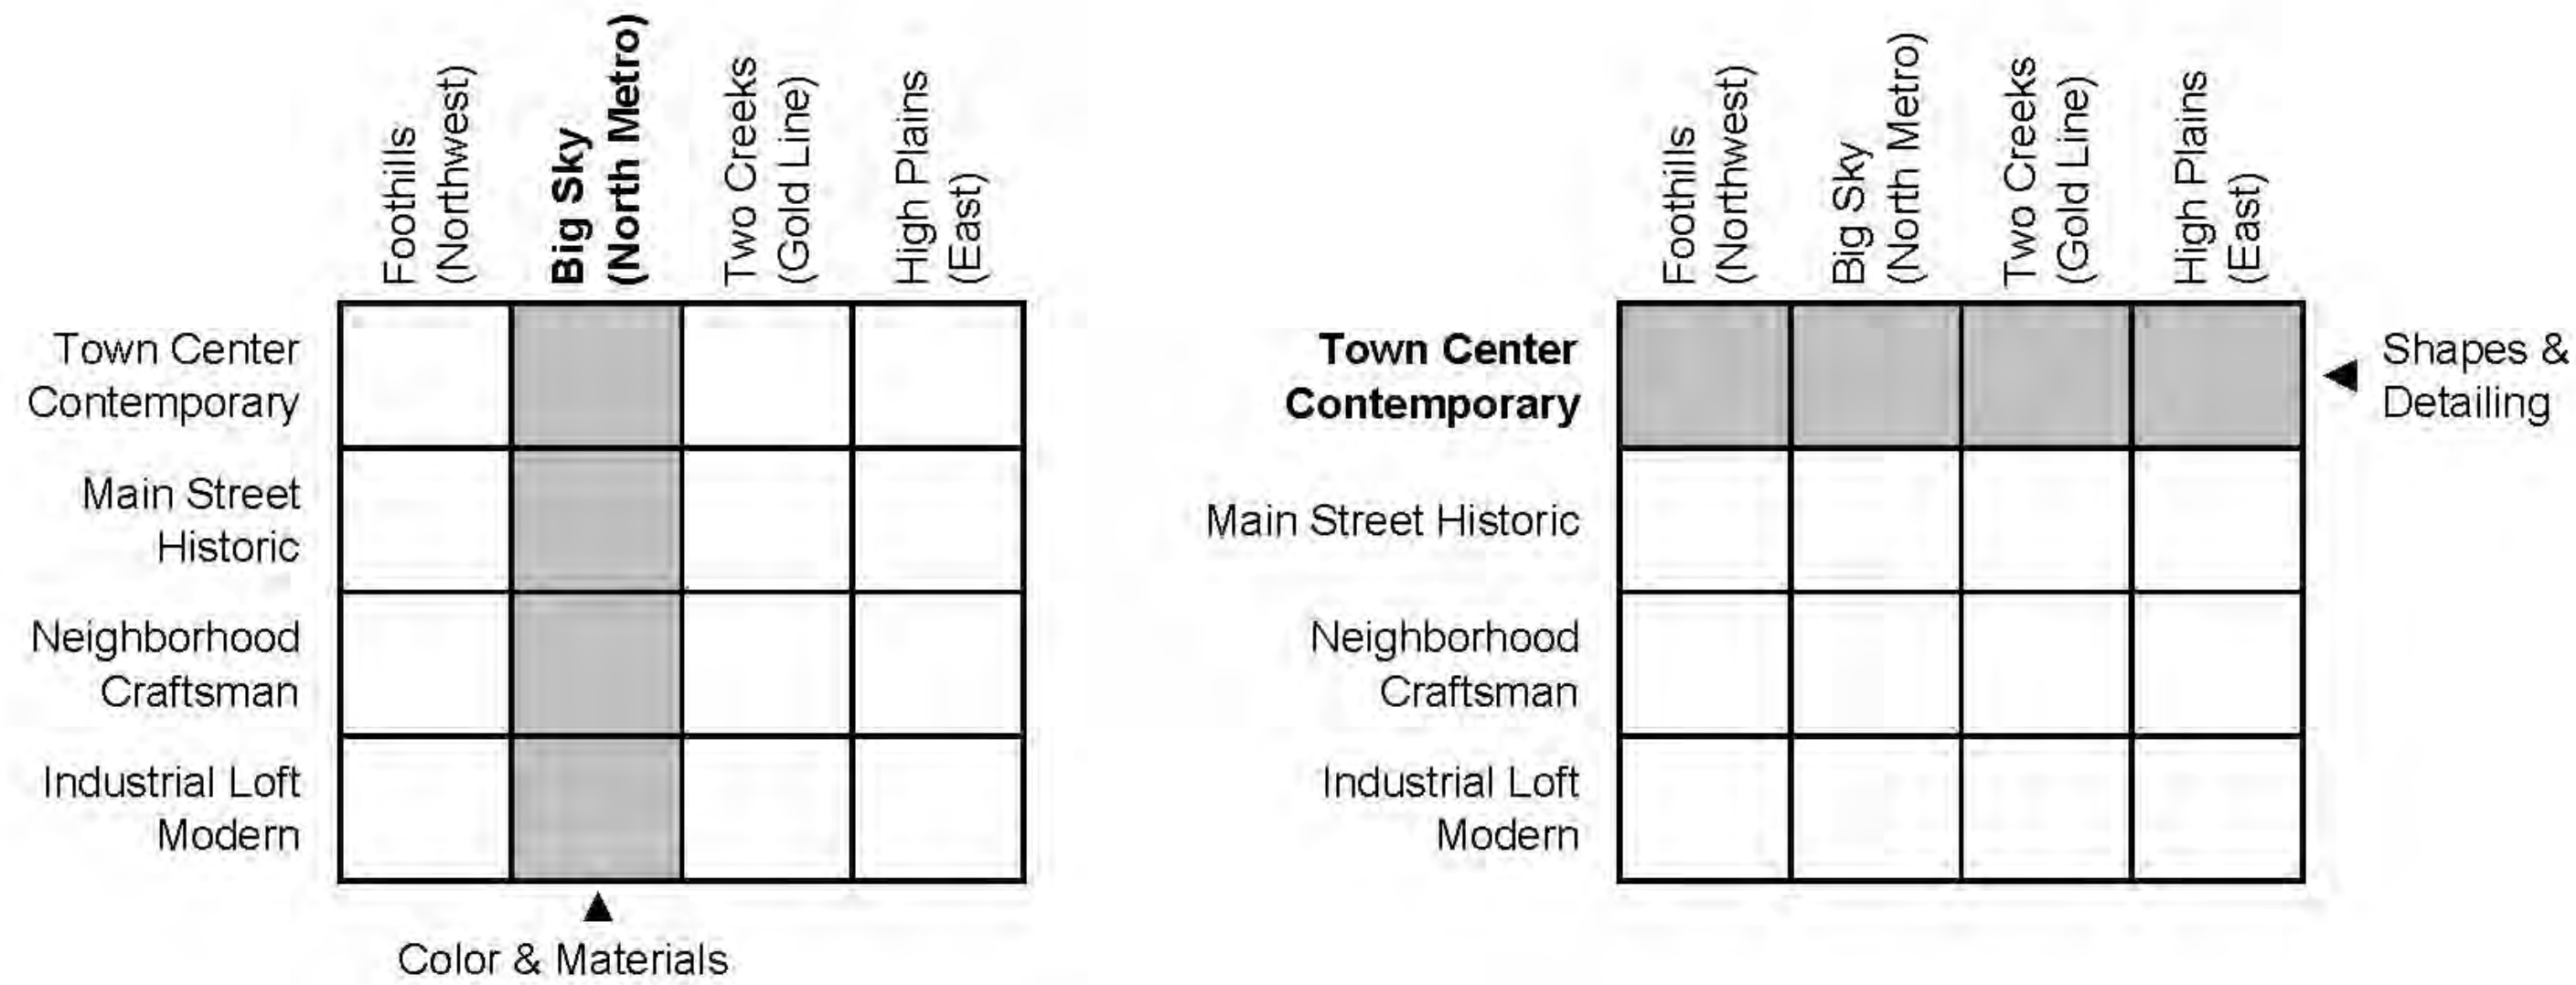 Foothills
(Northwest)
Big Sky
(North Metro)
Two Creeks
(Gold Line)
High Plains
(East)
Town Center
Contemporary
Main Street
Historic
Neighborhood
Craftsman
Industrial Loft
Modern
Color & Materials
Foothills
(Northwest)
Big Sky
(North Metro)
Two Creeks
(Gold Line)
High Plains
(East)
Town Center
Contemporary
Shapes &
Detailing
Main Street Historic
Neighborhood
Craftsman
Industrial Loft
Modern